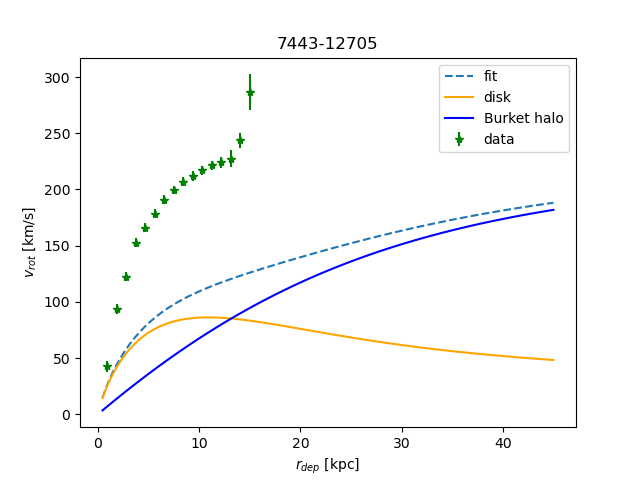 7443-12705
300
250
200
150
100
50
0
v_rot [km/s]
fit
disk
Burket halo
data
0 10 20 30 40
r_dep [kpc]